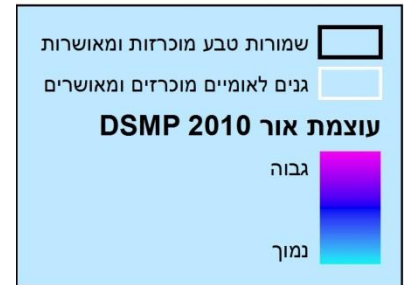 שמורות טבע מוכרזות ומאושרות
גנים לאומיים מוכרזים ומאושרים
עוצמת אור DSMP 2010
גבוה
נמוך